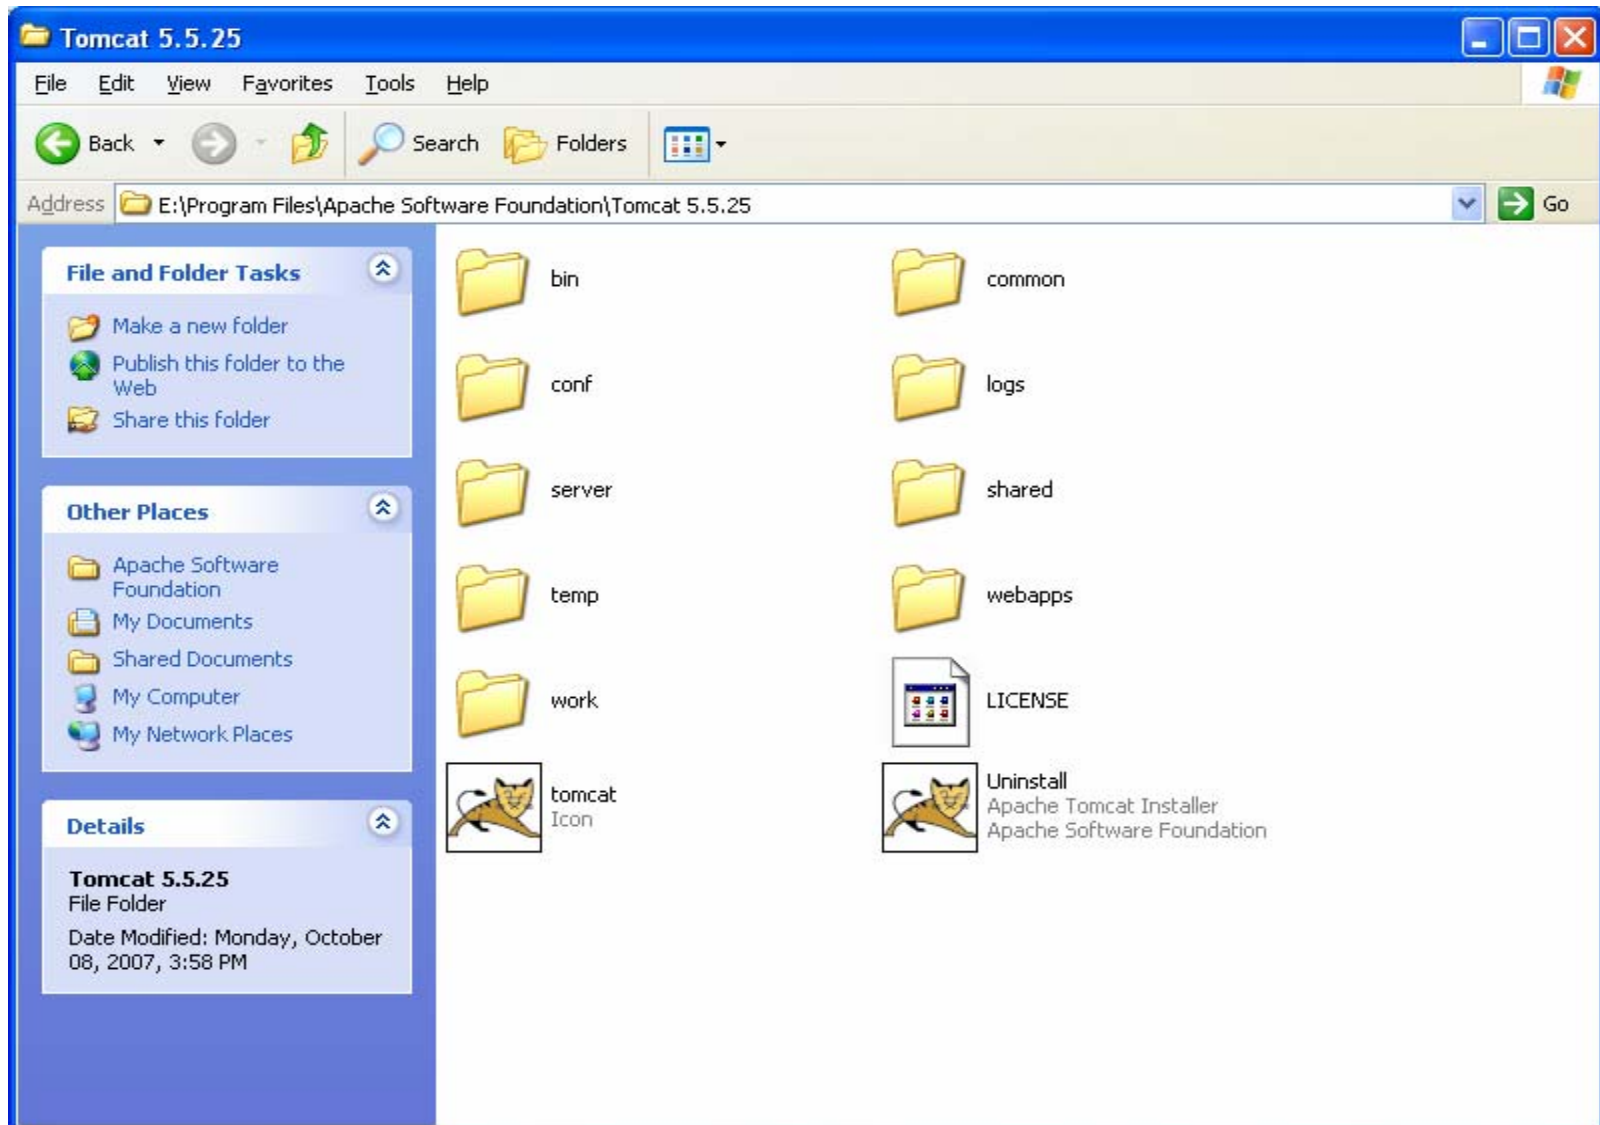 Tomcat 5.5.25
File Edit View Favorites Tools Help
Back Search Folders
Address E:\Program Files\Apache Software Foundation\Tomcat 5.5.25 Go
File and Folder Tasks
Make a new folder
Publish this folder to the
Web
Share this folder
Other Places
Apache Software
Foundation
My Documents
Shared Documents
My Computer
My Network Places
Details
Tomcat 5.5.25
File Folder
Date Modified: Monday, October
08, 2007, 3:58 PM
bin common
conf logs
server shared
temp webapps
work LICENSE
tomcat
Icon
Uninstall
Apache Tomcat Installer
Apache Software Foundation